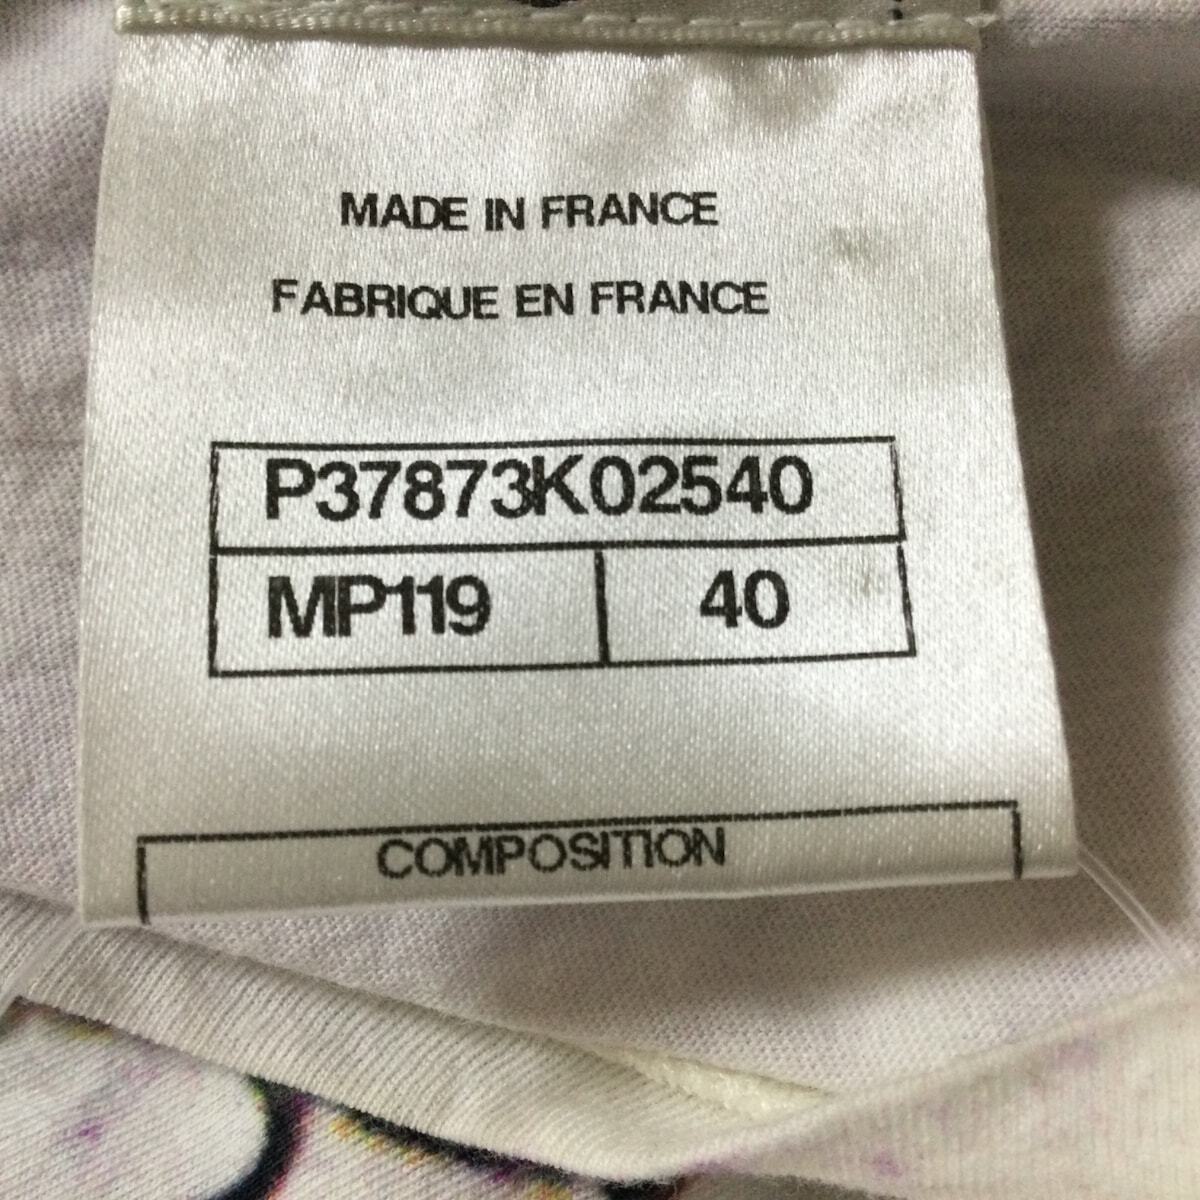 MADE IN FRANCE
FABRIQUE EN FRANCE
P37873K02540
MP119 40
COMPOSITION